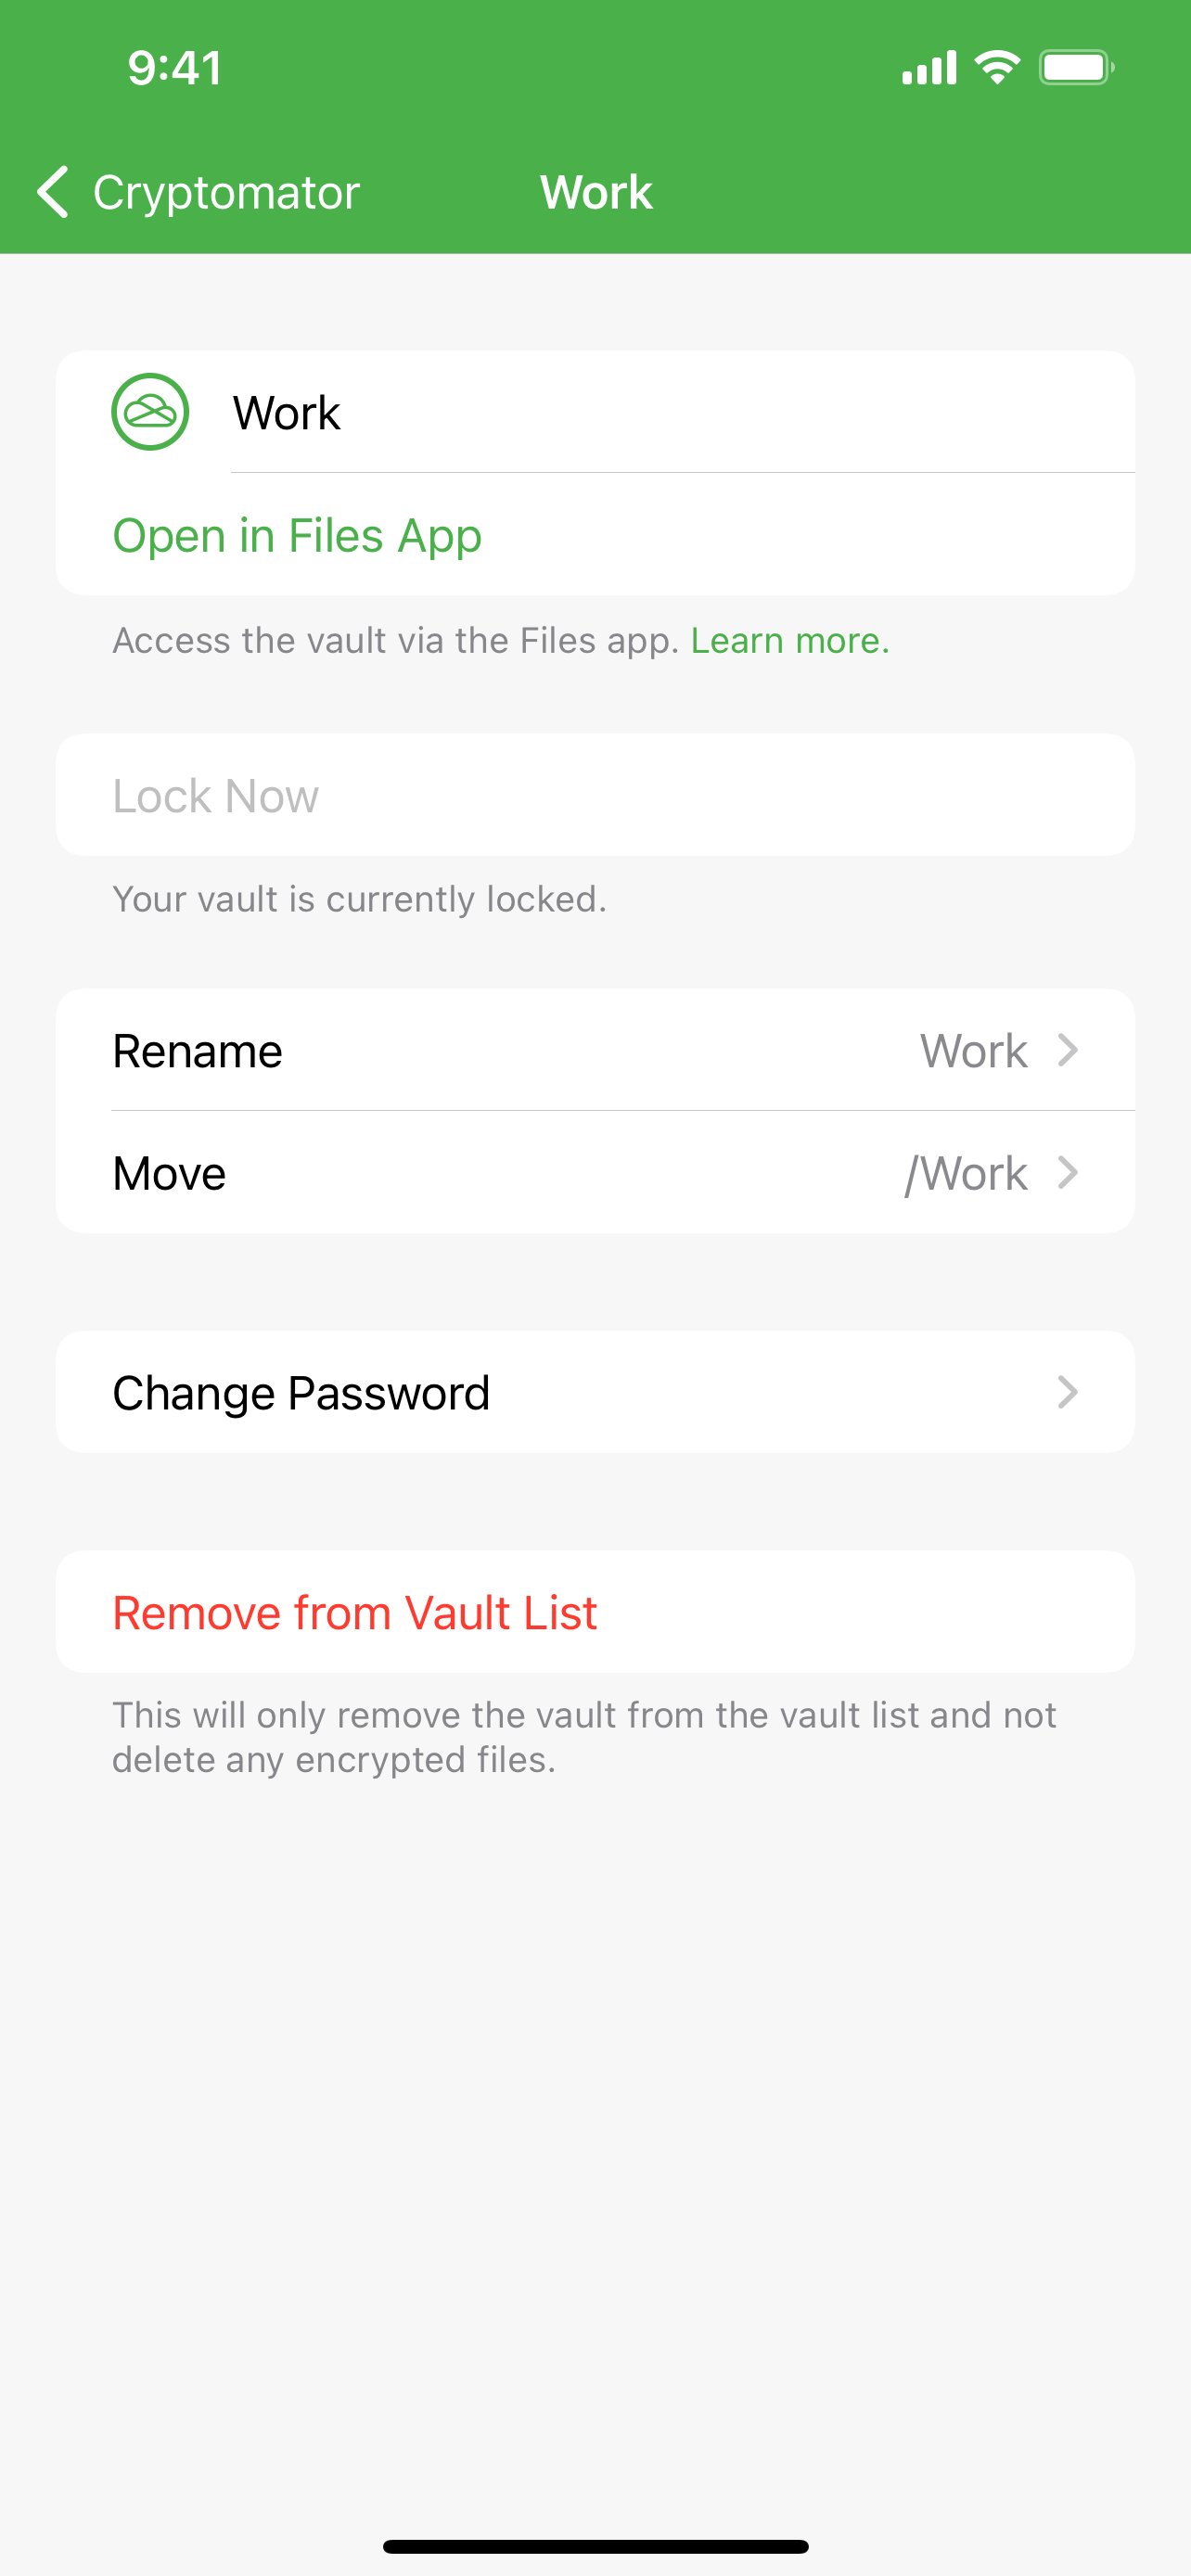 9:41
Cryptomator
Work
Work
Open in Files App
Access the vault via the Files app. Learn more.
Lock Now
Your vault is currently locked.
Rename Work
Move /Work
Change Password
Remove from Vault List
This will only remove the vault from the vault list and not
delete any encrypted files.